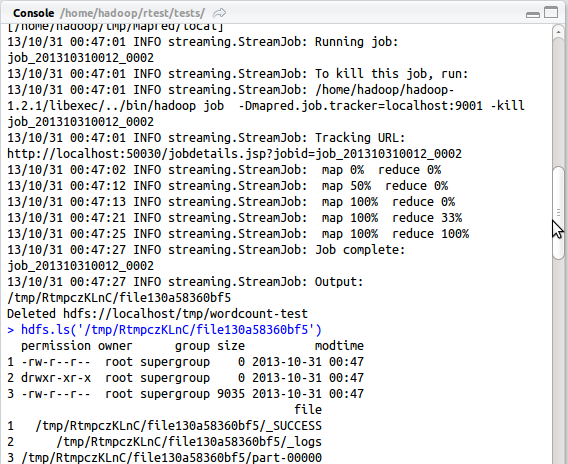 Console /home/hadoop/rtest/tests/
[/home/hadoop/tmp/mapred/local]
13/10/31 00:47:01 INFO streaming.StreamJob: Running job:
job_201310310012_0002
13/10/31 00:47:01 INFO streaming.StreamJob: To kill this job, run:
13/10/31 00:47:01 INFO streaming.StreamJob: /home/hadoop/hadoop-
1.2.1/libexec/../bin/hadoop job  -Dmapred.job.tracker=localhost:9001 -kill
job_201310310012_0002
13/10/31 00:47:01 INFO streaming.StreamJob: Tracking URL:
http://localhost:50030/jobdetails.jsp?jobid=job_201310310012_0002
13/10/31 00:47:02 INFO streaming.StreamJob:  map 0%  reduce 0%
13/10/31 00:47:12 INFO streaming.StreamJob:  map 50%  reduce 0%
13/10/31 00:47:13 INFO streaming.StreamJob:  map 100%  reduce 0%
13/10/31 00:47:21 INFO streaming.StreamJob:  map 100%  reduce 33%
13/10/31 00:47:25 INFO streaming.StreamJob:  map 100%  reduce 100%
13/10/31 00:47:27 INFO streaming.StreamJob: Job complete:
job_201310310012_0002
13/10/31 00:47:27 INFO streaming.StreamJob: Output:
/tmp/RtmpczKLnC/file130a58360bf5
Deleted hdfs://localhost/tmp/wordcount-test
> hdfs.ls('/tmp/RtmpczKLnC/file130a58360bf5')
  permission owner      group size          modtime
1 -rw-r--r--  root supergroup    0 2013-10-31 00:47
2 drwxr-xr-x  root supergroup    0 2013-10-31 00:47
3 -rw-r--r--  root supergroup 9035 2013-10-31 00:47
                                         file
1   /tmp/RtmpczKLnC/file130a58360bf5/_SUCCESS
2      /tmp/RtmpczKLnC/file130a58360bf5/_logs
3 /tmp/RtmpczKLnC/file130a58360bf5/part-00000